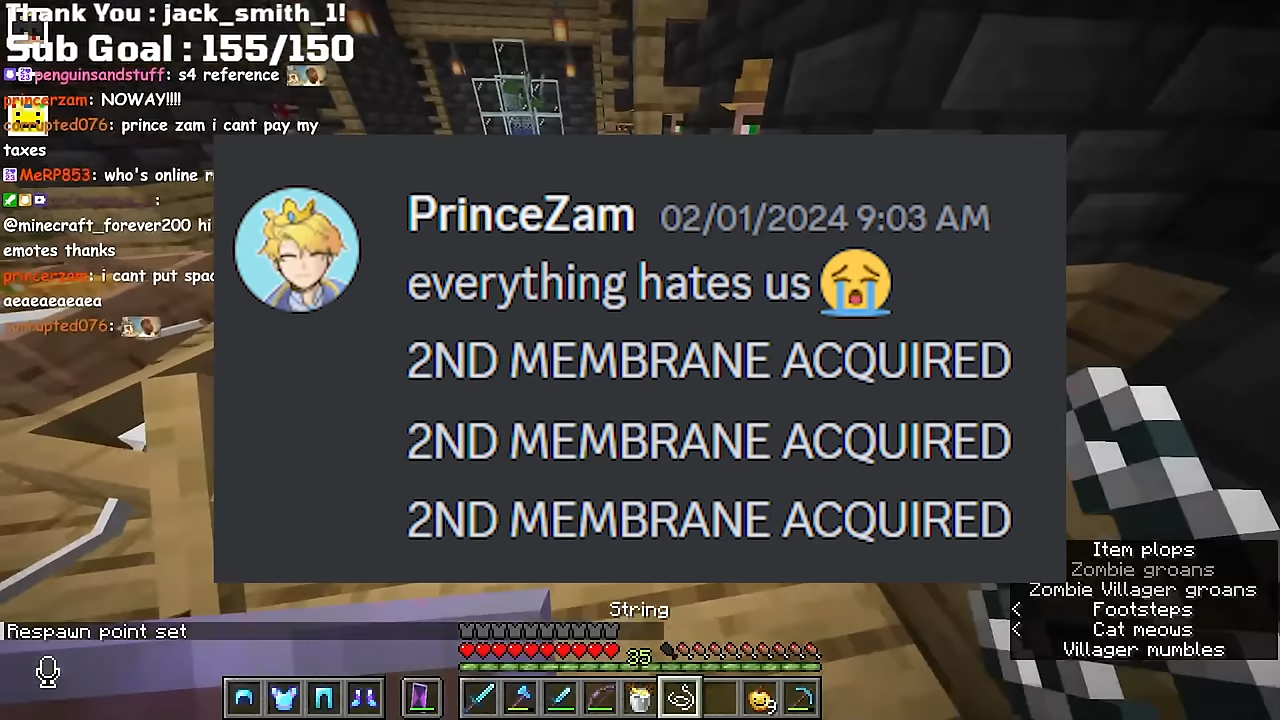 Thank You : jack_smith_1!
Sub Goal : 155/150
penguinsandstuff: s4 reference
princerzam: NOWAY!!!!
corrupted076: prince zam i cant pay my
taxes
MeRP853: who's online
:
@minecraft_forever200 hi
emotes thanks
princerzam: i cant put spac
aeaeaeaeaea
corrupted076:
PrinceZam 02/01/2024 9:03 AM
everything hates us 😭
2ND MEMBRANE ACQUIRED
2ND MEMBRANE ACQUIRED
2ND MEMBRANE ACQUIRED
Item plops
Zombie groans
Zombie Villager groans
< Footsteps
< Cat meows
Villager mumbles
String
Respawn point set
35
9